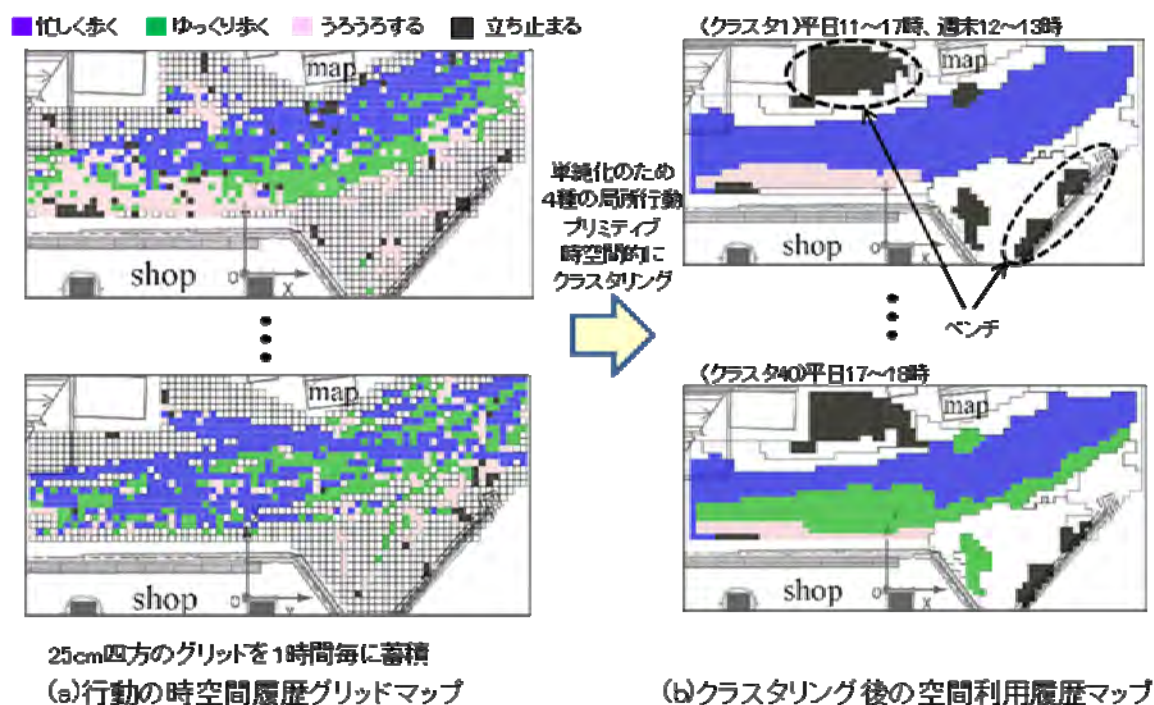 忙しく歩く ゆっくり歩く うろうろする 立ち止まる
map
shop
O
X
map
shop
O
25cm四方のグリッドを1時間毎に蓄積
(a)行動の時空間履歴グリッドマップ
単純化のため
4種の局所行動
プリミティブ
時空間的に
クラスタリング
(クラスタ1)平日11〜17時、週末12〜13時
map
shop
ベンチ
(クラスタ40)平日17〜18時
map
shop
O
X
(b)クラスタリング後の空間利用履歴マップ